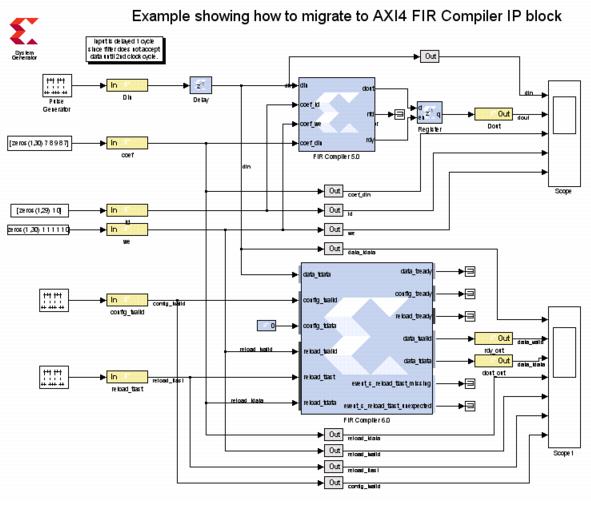 Example showing how to migrate to AXI4 FIR Compiler IP block
System
Generator
Input is delayed 1 cycle
since filter does not accept
data until 2nd clock cycle.
Out
Pulse
Generator
In
Din
Delay
din
coef_ld
coef_we
coef_din
dout
rfd
rdy
FIR Compiler 5.0
d
en
q
Register
Out
Dout
din
dout
Scope
[zeros (1,30) 7 8 9 8 7]
In
coef
din
Out
coef_din
[zeros (1,29) 1 0]
In
ld
Out
ld
zeros (1,30) 1 1 1 1 1 0]
In
we
Out
we
Out
data_tdata
data_tdata
config_tvalid
config_tdata
reload_tvalid
reload_tlast
reload_tdata
data_tready
config_tready
reload_tready
data_tvalid
data_tdata
event_s_reload_tlast_missing
event_s_reload_tlast_unexpected
FIR Compiler 6.0
In
config_tvalid
config_tvalid
0
reload_tvalid
Out
rdy_out
data_tvalid
Out
dout_out
data_tdata
In
reload_tlast
reload_tlast
reload_tdata
Out
reload_tdata
Out
reload_tvalid
Out
reload_tlast
Out
config_tvalid
Scope1